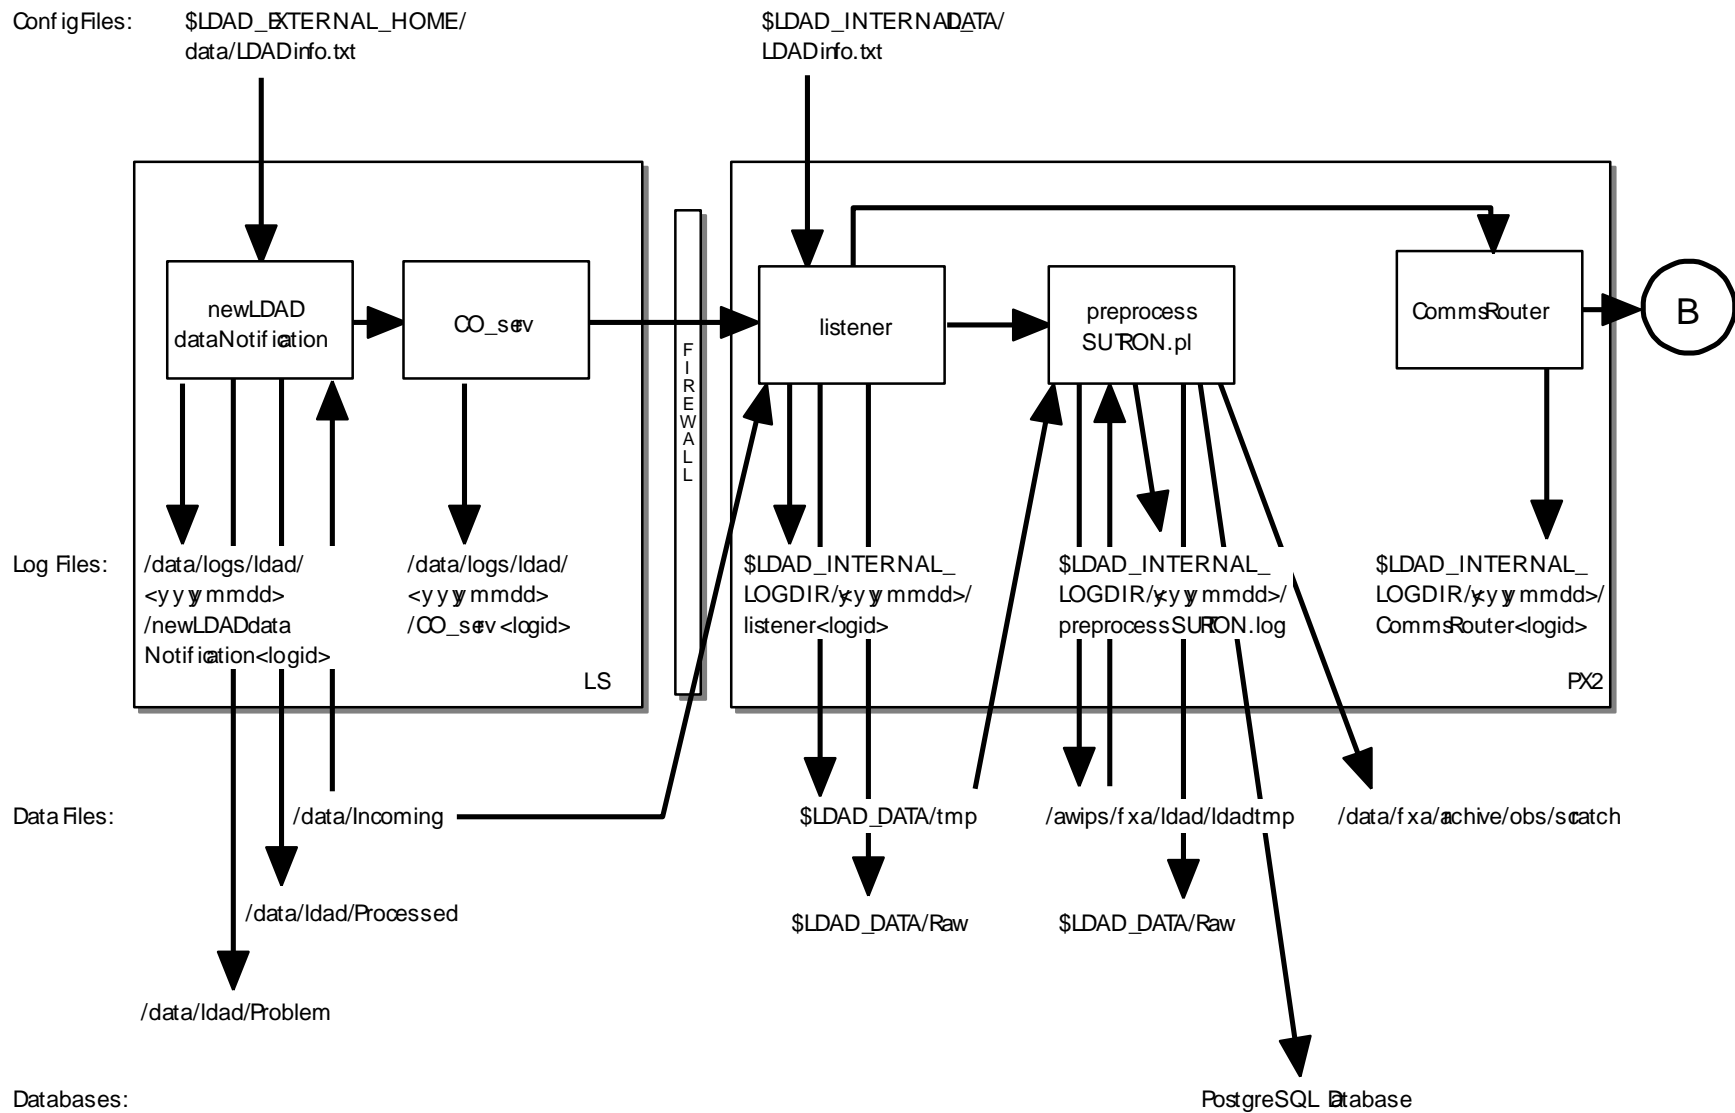 Config Files:
$LDAD_EXTERNAL_HOME/
data/LDADinfo.txt
$LDAD_INTERNAL_DATA/
LDADinfo.txt
newLDAD
dataNotification
CO_serv
FIREWALL
listener
preprocess
SUTRON.pl
CommsRouter
B
Log Files:
/data/logs/ldad/
<yyyymmdd>
/newLDADdata
Notification<logid>
/data/logs/ldad/
<yyyymmdd>
/CO_serv<logid>
$LDAD_INTERNAL_
LOGDIR/<yyyymmdd>/
listener<logid>
$LDAD_INTERNAL_
LOGDIR/<yyyymmdd>/
preprocessSUTRON.log
$LDAD_INTERNAL_
LOGDIR/<yyyymmdd>/
CommsRouter<logid>
LS
PX2
Data Files:
/data/Incoming
$LDAD_DATA/tmp
/awips/fxa/ldad/ldadtmp
/data/fxa/archive/obs/scratch
/data/ldad/Processed
$LDAD_DATA/Raw
$LDAD_DATA/Raw
/data/ldad/Problem
Databases:
PostgreSQL Database